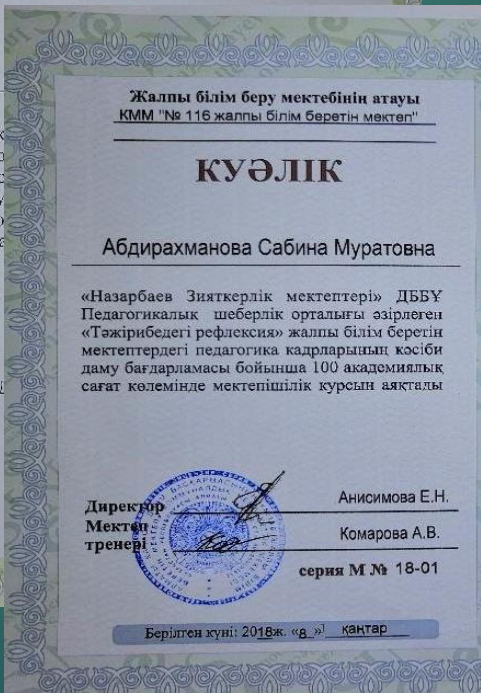 Жалпы білім беру мектебінің атауы
КММ "№ 116 жалпы білім беретін мектеп"
КУӘЛІК
Абдирахманова Сабина Муратовна
«Назарбаев Зияткерлік мектептері» ДББҰ
Педагогикалық шеберлік орталығы әзірлеген
«Тәжірибедегі рефлексия» жалпы білім беретін
мектептердегі педагогика кадрларының кәсіби
даму бағдарламасы бойынша 100 академиялық
сағат көлемінде мектепішілік курсын аяқтады
Директор Анисимова Е.Н.
Мектеп
тренері Комарова А.В.
серия М № 18-01
Берілген күні: 2018ж. «8 » қаңтар